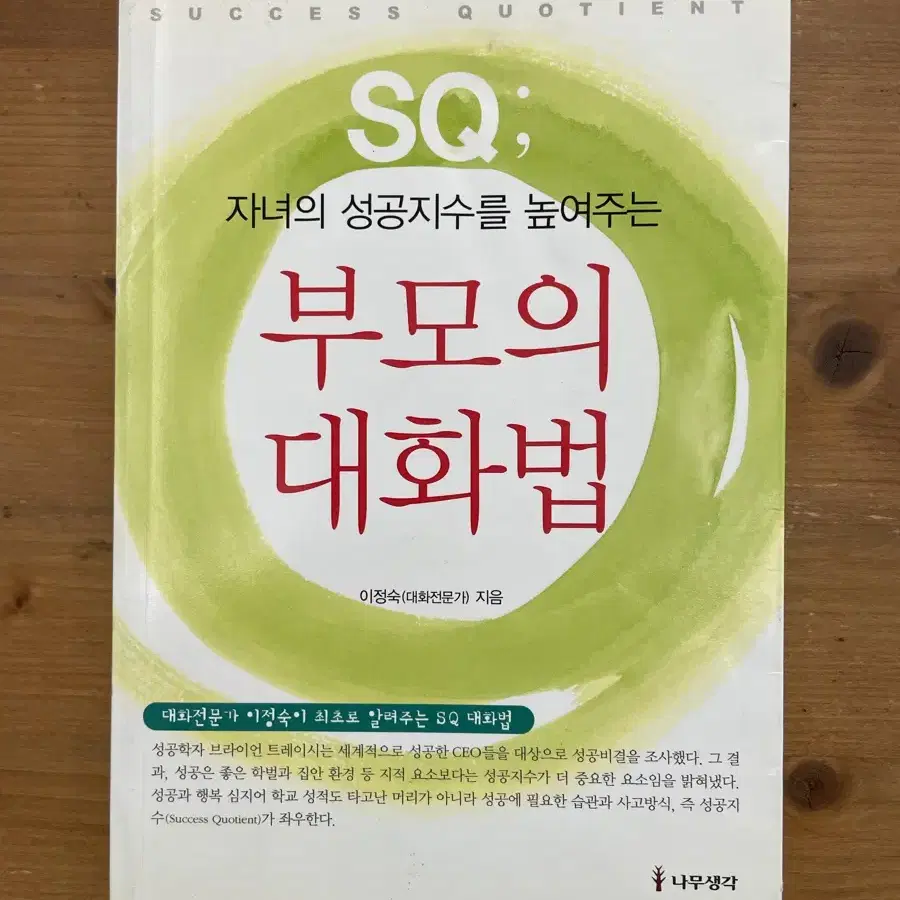 SUCCESS QUOTIENT
SQ;
자녀의 성공지수를 높여주는
부모의
대화법
이정숙(대화전문가) 지음
대화전문가 이정숙이 최초로 알려주는 SQ 대화법
성공학자 브라이언 트레이시는 세계적으로 성공한 CEO들을 대상으로 성공비결을 조사했다. 그 결
과, 성공은 좋은 학벌과 집안 환경 등 지적 요소보다는 성공지수가 더 중요한 요소임을 밝혀냈다.
성공과 행복 심지어 학교 성적도 타고난 머리가 아니라 성공에 필요한 습관과 사고방식, 즉 성공지
수(Success Quotient)가 좌우한다.
나무생각